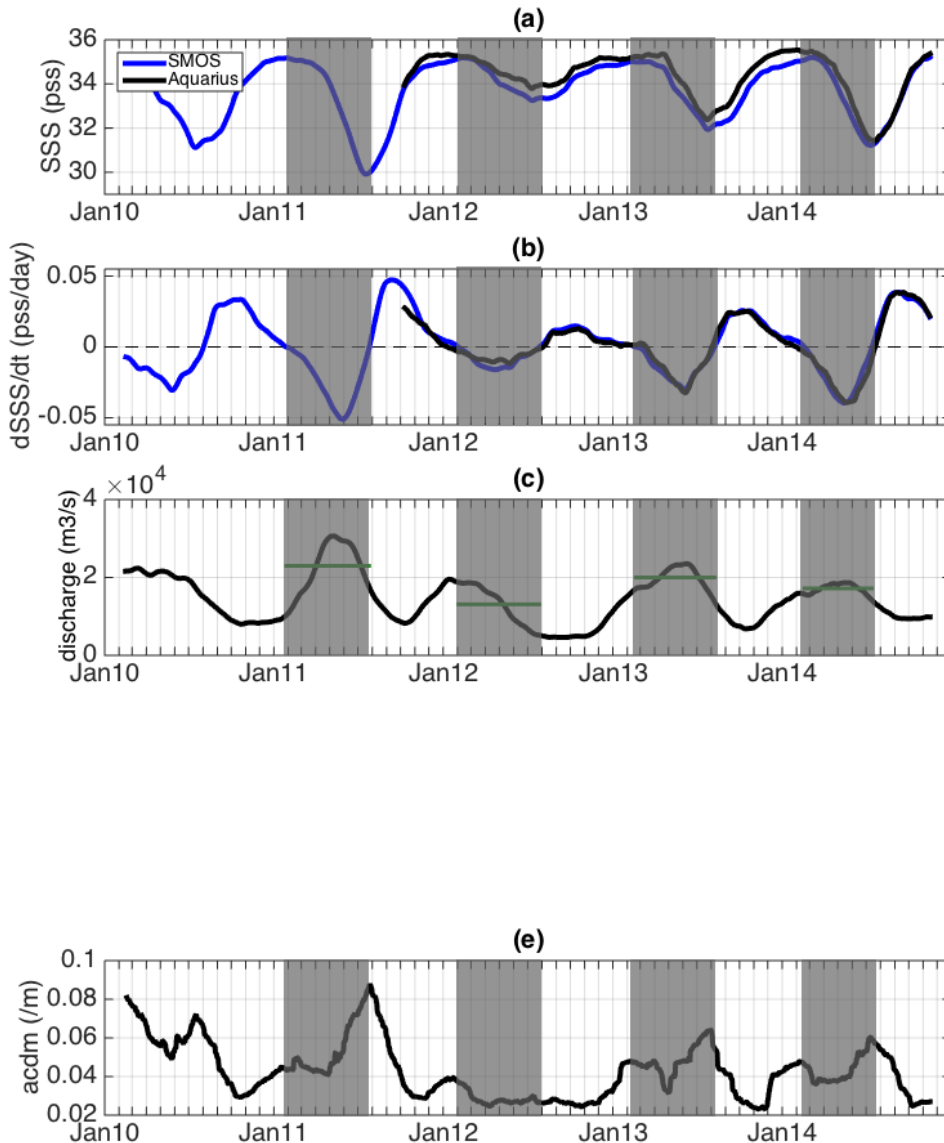 (a)
36
34
32
30
SSS (pss)
SMOS
Aquarius
Jan10 Jan11 Jan12 Jan13 Jan14
(b)
0.05
0
-0.05
dSSS/dt (pss/day)
Jan10 Jan11 Jan12 Jan13 Jan14
(c)
×10^4
4
2
0
discharge (m3/s)
Jan10 Jan11 Jan12 Jan13 Jan14
(e)
0.1
0.08
0.06
0.04
0.02
acdm (/m)
Jan10 Jan11 Jan12 Jan13 Jan14